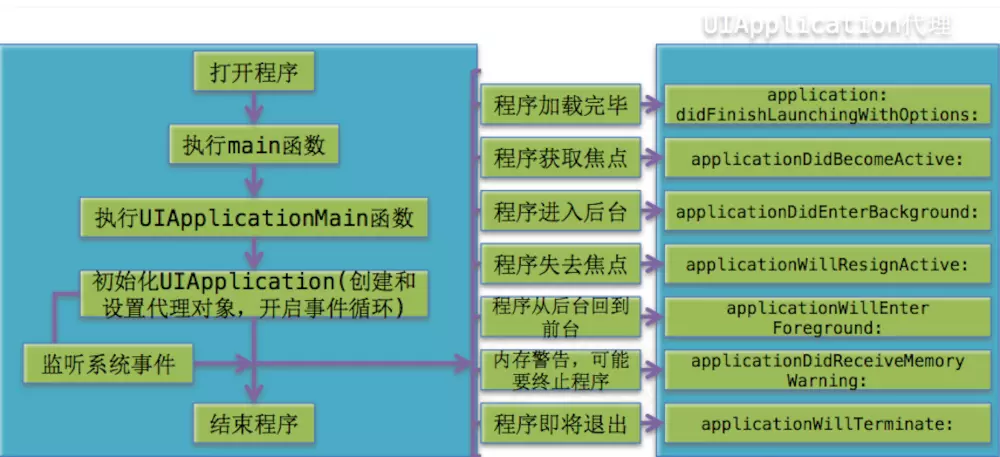 UIApplication代理
打开程序
执行main函数
执行UIApplicationMain函数
初始化UIApplication(创建和
设置代理对象，开启事件循环)
监听系统事件
结束程序
程序加载完毕
application:
didFinishLaunchingWithOptions:
程序获取焦点
applicationDidBecomeActive:
程序进入后台
applicationDidEnterBackground:
程序失去焦点
applicationWillResignActive:
程序从后台回到
前台
applicationWillEnter
Foreground:
内存警告，可能
要终止程序
applicationDidReceiveMemory
Warning:
程序即将退出
applicationWillTerminate: